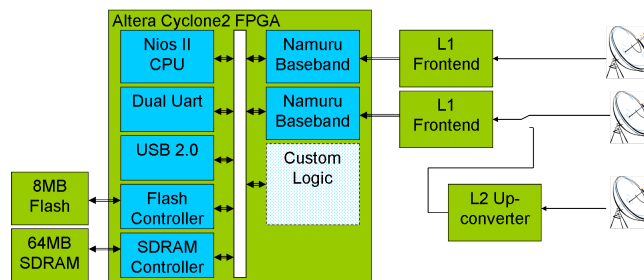 Altera Cyclone2 FPGA
Nios II
CPU
Dual Uart
USB 2.0
Flash
Controller
SDRAM
Controller
Namuru
Baseband
Namuru
Baseband
Custom
Logic
L1
Frontend
L1
Frontend
L2 Up-
converter
8MB
Flash
64MB
SDRAM